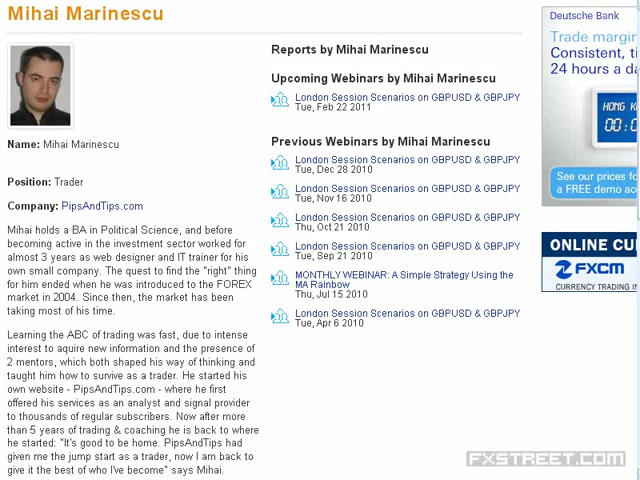 Mihai Marinescu
Name: Mihai Marinescu
Position: Trader
Company: PipsAndTips.com
Mihai holds a BA in Political Science, and before
becoming active in the investment sector worked for
almost 3 years as web designer and IT trainer for his
own small company. The quest to find the "right" thing
for him ended when he was introduced to the FOREX
market in 2004. Since then, the market has been
taking most of his time.
Learning the ABC of trading was fast, due to intense
interest to aquire new information and the presence of
2 mentors, which both shaped his way of thinking and
taught him how to survive as a trader. He started his
own website - PipsAndTips.com - where he first
offered his services as an analyst and signal provider
to thousands of regular subscribers. Now after more
than 5 years of trading & coaching he is back to where
he started: "It's good to be home. PipsAndTips had
given me the jump start as a trader, now I am back to
give it the best of who I've become" says Mihai.
Reports by Mihai Marinescu
Upcoming Webinars by Mihai Marinescu
London Session Scenarios on GBPUSD & GBPJPY
Tue, Feb 22 2011
Previous Webinars by Mihai Marinescu
London Session Scenarios on GBPUSD & GBPJPY
Tue, Dec 28 2010
London Session Scenarios on GBPUSD & GBPJPY
Tue, Nov 16 2010
London Session Scenarios on GBPUSD & GBPJPY
Thu, Oct 21 2010
London Session Scenarios on GBPUSD & GBPJPY
Tue, Sep 21 2010
MONTHLY WEBINAR: A Simple Strategy Using the
MA Rainbow
Thu, Jul 15 2010
London Session Scenarios on GBPUSD & GBPJPY
Tue, Apr 6 2010
Deutsche Bank
Trade margin
Consistent, ti
24 hours a da
HONG K
00:0
See our prices fo
a FREE demo acc
ONLINE CU
FXCM
CURRENCY TRADING IN
FXSTREET.COM